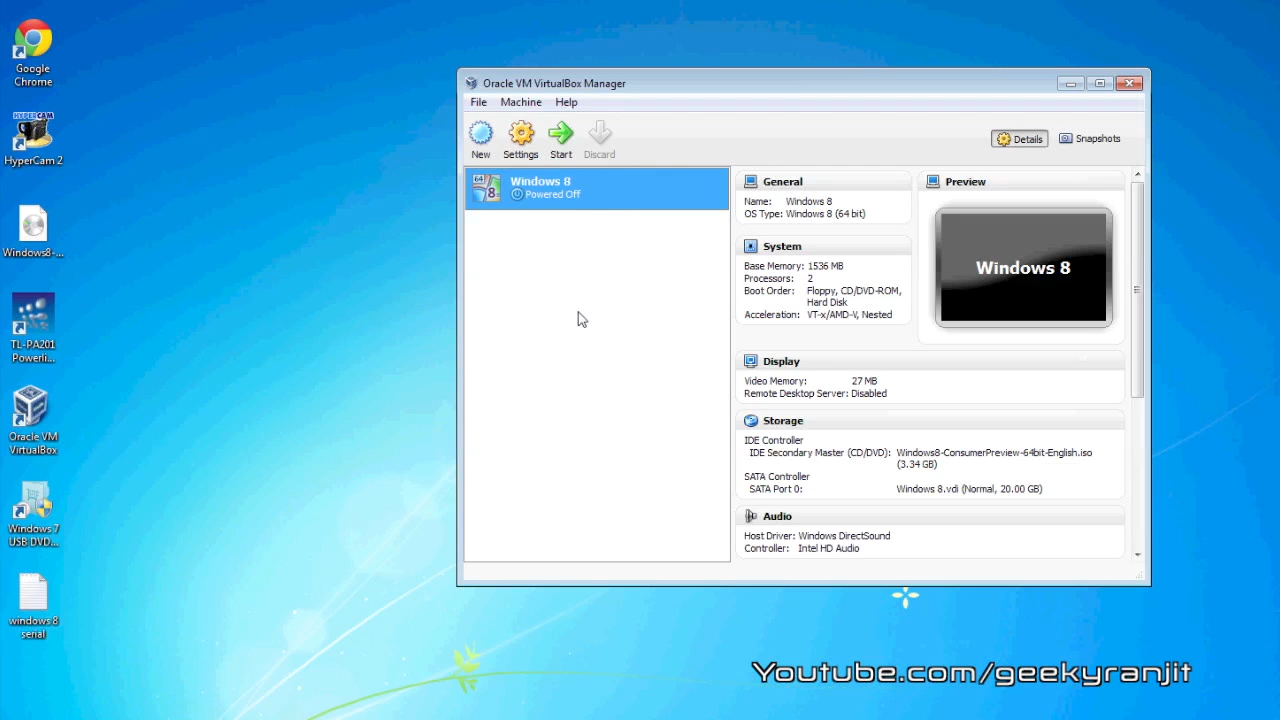 Google
Chrome
HYPERCAM
HyperCam 2
Windows8-...
TL-PA201
Powerli...
Oracle VM
VirtualBox
Windows 7
USB DVD...
windows 8
serial
Oracle VM VirtualBox Manager
File Machine Help
New Settings Start Discard
Details Snapshots
64
8
Windows 8
Powered Off
General
Name: Windows 8
OS Type: Windows 8 (64 bit)
System
Base Memory: 1536 MB
Processors: 2
Boot Order: Floppy, CD/DVD-ROM,
Hard Disk
Acceleration: VT-x/AMD-V, Nested
Preview
Windows 8
Display
Video Memory: 27 MB
Remote Desktop Server: Disabled
Storage
IDE Controller
IDE Secondary Master (CD/DVD): Windows8-ConsumerPreview-64bit-English.iso
(3.34 GB)
SATA Controller
SATA Port 0: Windows 8.vdi (Normal, 20.00 GB)
Audio
Host Driver: Windows DirectSound
Controller: Intel HD Audio
Youtube.com/geekyranjit